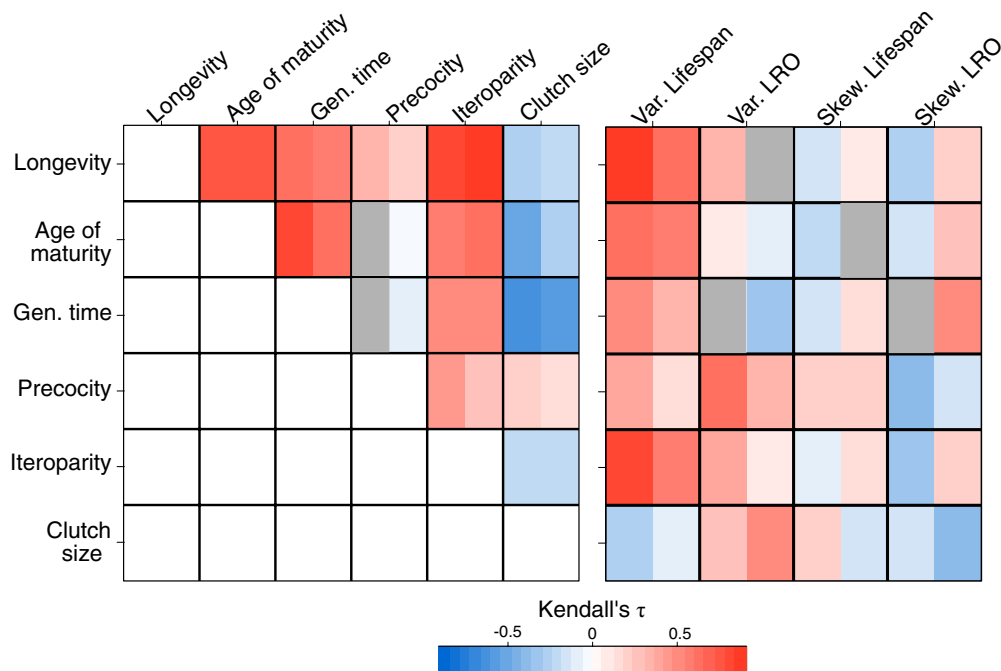 Longevity
Age of maturity
Gen. time
Precocity
Iteroparity
Clutch size
Var. Lifespan
Var. LRO
Skew. Lifespan
Skew. LRO
Longevity
Age of
maturity
Gen. time
Precocity
Iteroparity
Clutch
size
Kendall's τ
-0.5 0 0.5